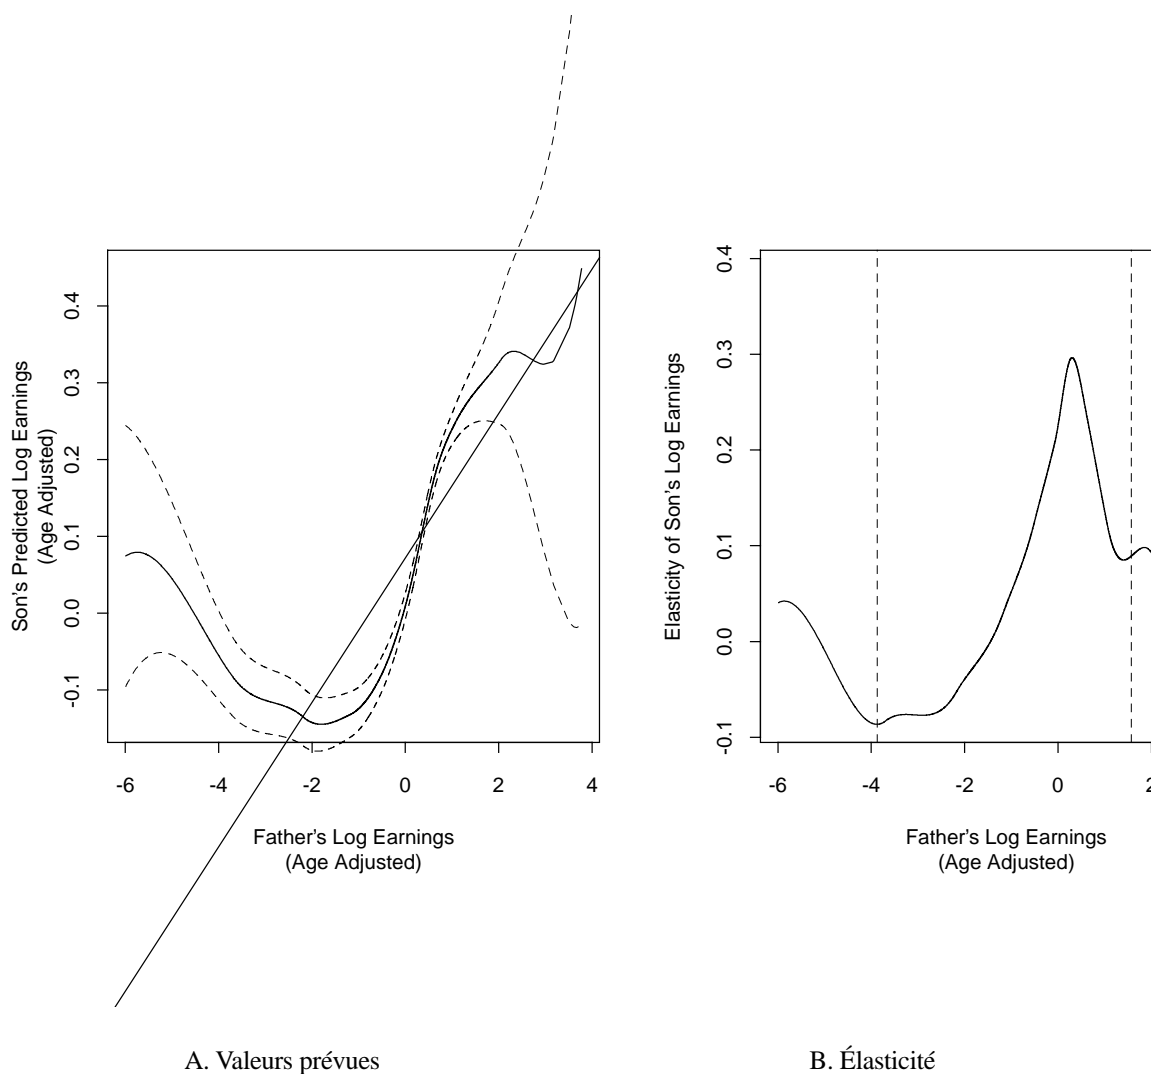 Son's Predicted Log Earnings
(Age Adjusted)
0.4
0.3
0.2
0.1
0.0
-0.1
-6 -4 -2 0 2 4
Father's Log Earnings
(Age Adjusted)
A. Valeurs prévues
Elasticity of Son's Log Earnings
0.4
0.3
0.2
0.1
0.0
-0.1
-6 -4 -2 0 2
Father's Log Earnings
(Age Adjusted)
B. Élasticité